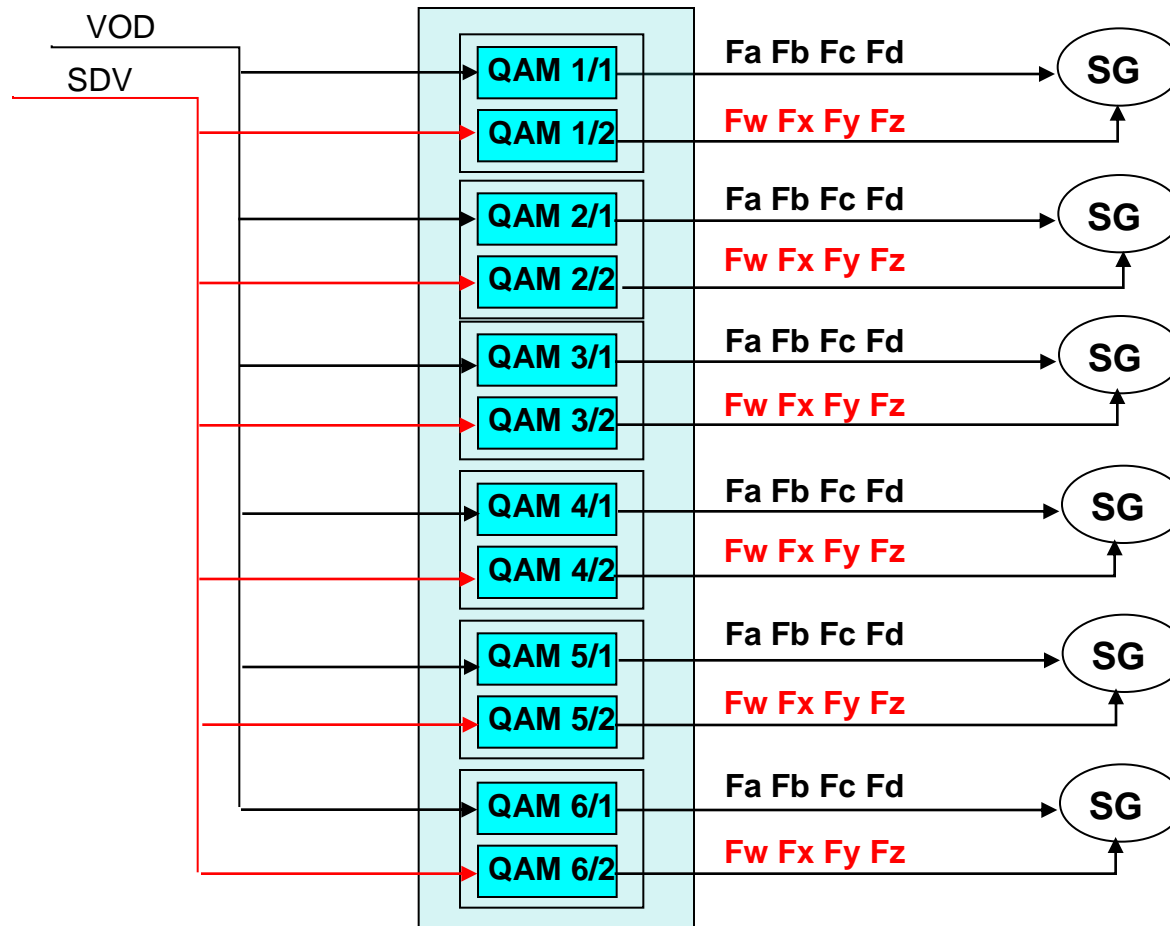 VOD
SDV
QAM 1/1
Fa Fb Fc Fd
SG
QAM 1/2
Fw Fx Fy Fz
QAM 2/1
Fa Fb Fc Fd
SG
QAM 2/2
Fw Fx Fy Fz
QAM 3/1
Fa Fb Fc Fd
SG
QAM 3/2
Fw Fx Fy Fz
QAM 4/1
Fa Fb Fc Fd
SG
QAM 4/2
Fw Fx Fy Fz
QAM 5/1
Fa Fb Fc Fd
SG
QAM 5/2
Fw Fx Fy Fz
QAM 6/1
Fa Fb Fc Fd
SG
QAM 6/2
Fw Fx Fy Fz